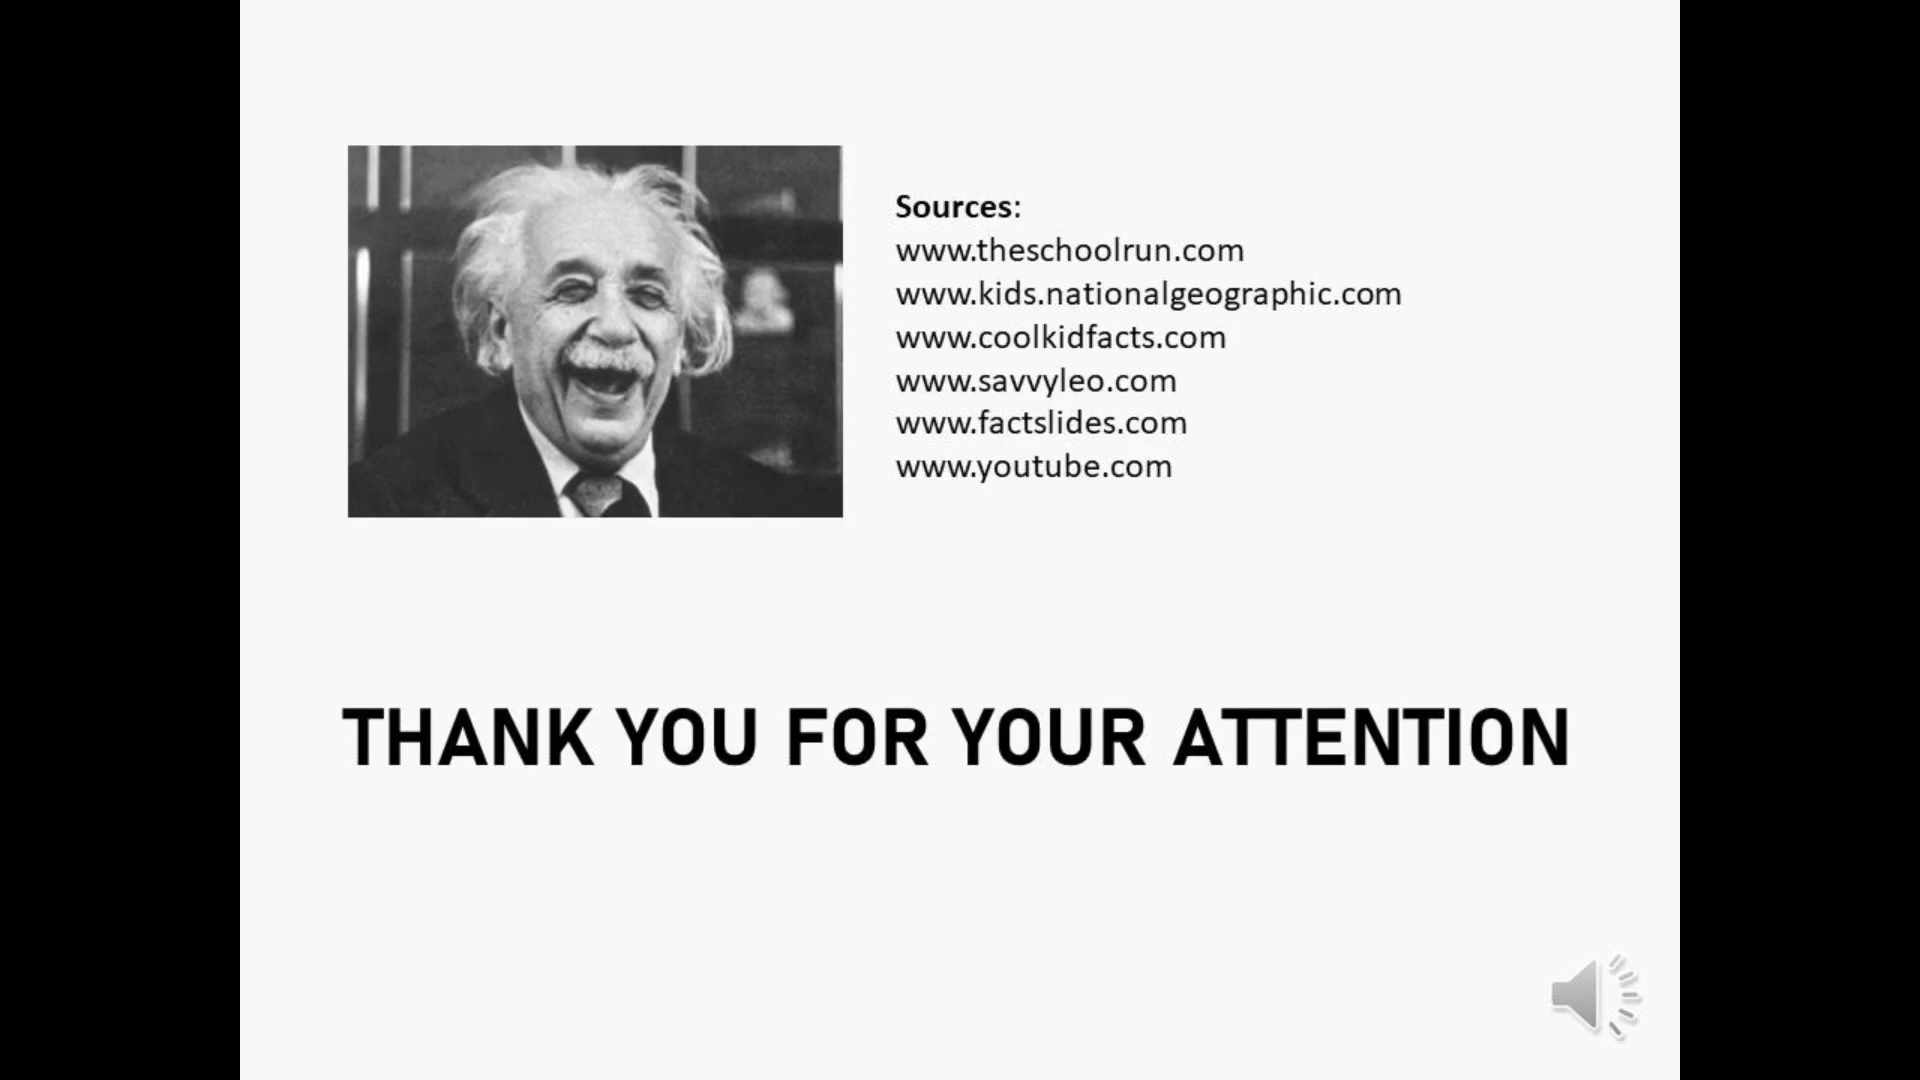 Sources:
www.theschoolrun.com
www.kids.nationalgeographic.com
www.coolkidfacts.com
www.savvyleo.com
www.factslides.com
www.youtube.com
THANK YOU FOR YOUR ATTENTION